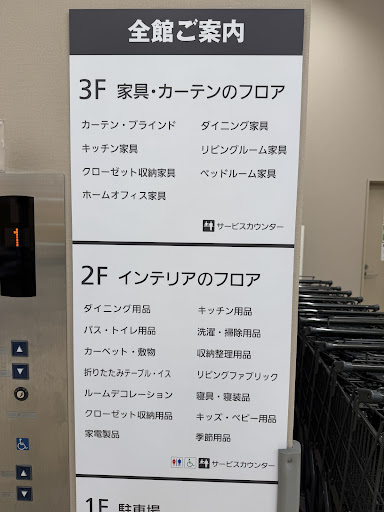 全館ご案内
3F 家具・カーテンのフロア
カーテン・ブラインド ダイニング家具
キッチン家具 リビングルーム家具
クローゼット収納家具 ベッドルーム家具
ホームオフィス家具
サービスカウンター
2F インテリアのフロア
ダイニング用品 キッチン用品
バス・トイレ用品 洗濯・掃除用品
カーペット・敷物 収納整理用品
折りたたみテーブル・イス リビングファブリック
ルームデコレーション 寝具・寝装品
クローゼット収納用品 キッズ・ベビー用品
家電製品 季節用品
サービスカウンター
1F 駐車場
1